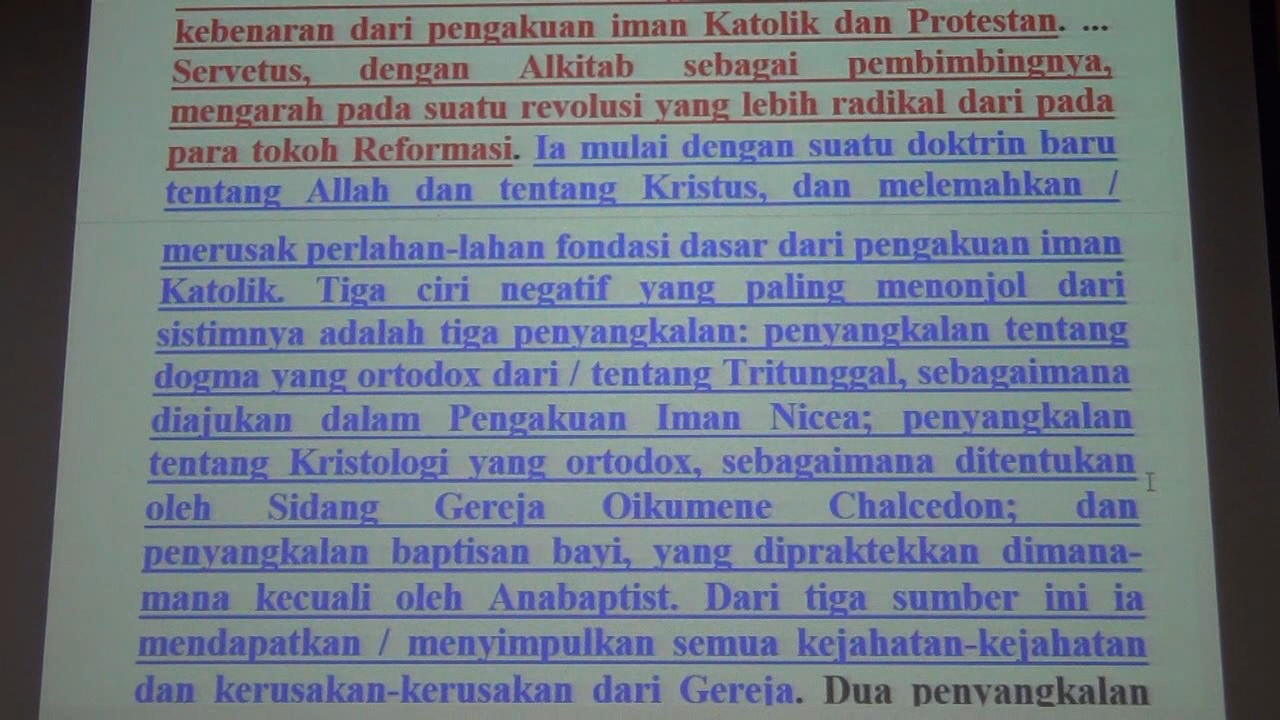 kebenaran dari pengakuan iman Katolik dan Protestan. ...
Servetus, dengan Alkitab sebagai pembimbingnya,
mengarah pada suatu revolusi yang lebih radikal dari pada
para tokoh Reformasi. Ia mulai dengan suatu doktrin baru
tentang Allah dan tentang Kristus, dan melemahkan /
merusak perlahan-lahan fondasi dasar dari pengakuan iman
Katolik. Tiga ciri negatif yang paling menonjol dari
sistimnya adalah tiga penyangkalan: penyangkalan tentang
dogma yang ortodox dari / tentang Tritunggal, sebagaimana
diajukan dalam Pengakuan Iman Nicea; penyangkalan
tentang Kristologi yang ortodox, sebagaimana ditentukan
oleh Sidang Gereja Oikumene Chalcedon; dan
penyangkalan baptisan bayi, yang dipraktekkan dimana-
mana kecuali oleh Anabaptist. Dari tiga sumber ini ia
mendapatkan / menyimpulkan semua kejahatan-kejahatan
dan kerusakan-kerusakan dari Gereja. Dua penyangkalan